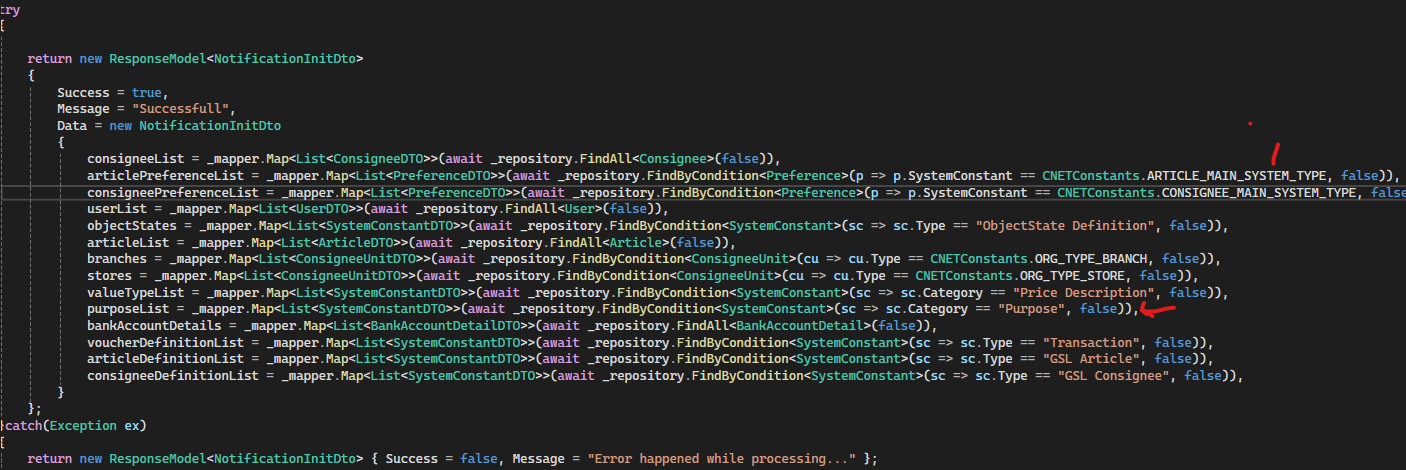 try
{
return new ResponseModel<NotificationInitDto>
{
Success = true,
Message = "Successfull",
Data = new NotificationInitDto
{
consigneeList = _mapper.Map<List<ConsigneeDTO>>(await _repository.FindAll<Consignee>(false)),
articlePreferenceList = _mapper.Map<List<PreferenceDTO>>(await _repository.FindByCondition<Preference>(p => p.SystemConstant == CNETConstants.ARTICLE_MAIN_SYSTEM_TYPE, false)),
consigneePreferenceList = _mapper.Map<List<PreferenceDTO>>(await _repository.FindByCondition<Preference>(p => p.SystemConstant == CNETConstants.CONSIGNEE_MAIN_SYSTEM_TYPE, false
userList = _mapper.Map<List<UserDTO>>(await _repository.FindAll<User>(false)),
objectStates = _mapper.Map<List<SystemConstantDTO>>(await _repository.FindByCondition<SystemConstant>(sc => sc.Type == "ObjectState Definition", false)),
articleList = _mapper.Map<List<ArticleDTO>>(await _repository.FindAll<Article>(false)),
branches = _mapper.Map<List<ConsigneeUnitDTO>>(await _repository.FindByCondition<ConsigneeUnit>(cu => cu.Type == CNETConstants.ORG_TYPE_BRANCH, false)),
stores = _mapper.Map<List<ConsigneeUnitDTO>>(await _repository.FindByCondition<ConsigneeUnit>(cu => cu.Type == CNETConstants.ORG_TYPE_STORE, false)),
valueTypeList = _mapper.Map<List<SystemConstantDTO>>(await _repository.FindByCondition<SystemConstant>(sc => sc.Category == "Price Description", false)),
purposeList = _mapper.Map<List<SystemConstantDTO>>(await _repository.FindByCondition<SystemConstant>(sc => sc.Category == "Purpose", false)),
bankAccountDetails = _mapper.Map<List<BankAccountDetailDTO>>(await _repository.FindAll<BankAccountDetail>(false)),
voucherDefinitionList = _mapper.Map<List<SystemConstantDTO>>(await _repository.FindByCondition<SystemConstant>(sc => sc.Type == "Transaction", false)),
articleDefinitionList = _mapper.Map<List<SystemConstantDTO>>(await _repository.FindByCondition<SystemConstant>(sc => sc.Type == "GSL Article", false)),
consigneeDefinitionList = _mapper.Map<List<SystemConstantDTO>>(await _repository.FindByCondition<SystemConstant>(sc => sc.Type == "GSL Consignee", false)),
}
};
}catch(Exception ex)
{
return new ResponseModel<NotificationInitDto> { Success = false, Message = "Error happened while processing..." };